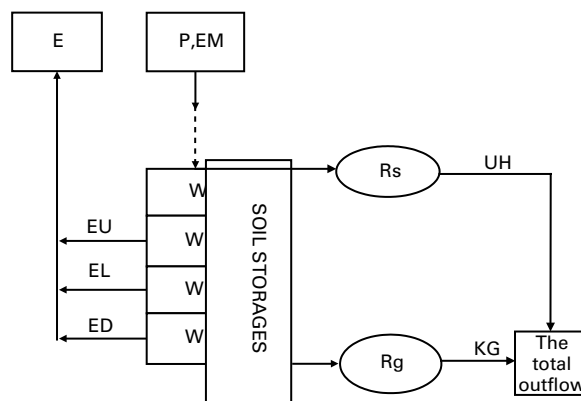 E
P,EM
Rs
UH
W
EU
W
EL
W
ED
W
SOIL STORAGES
Rg
KG
The
total
outflow